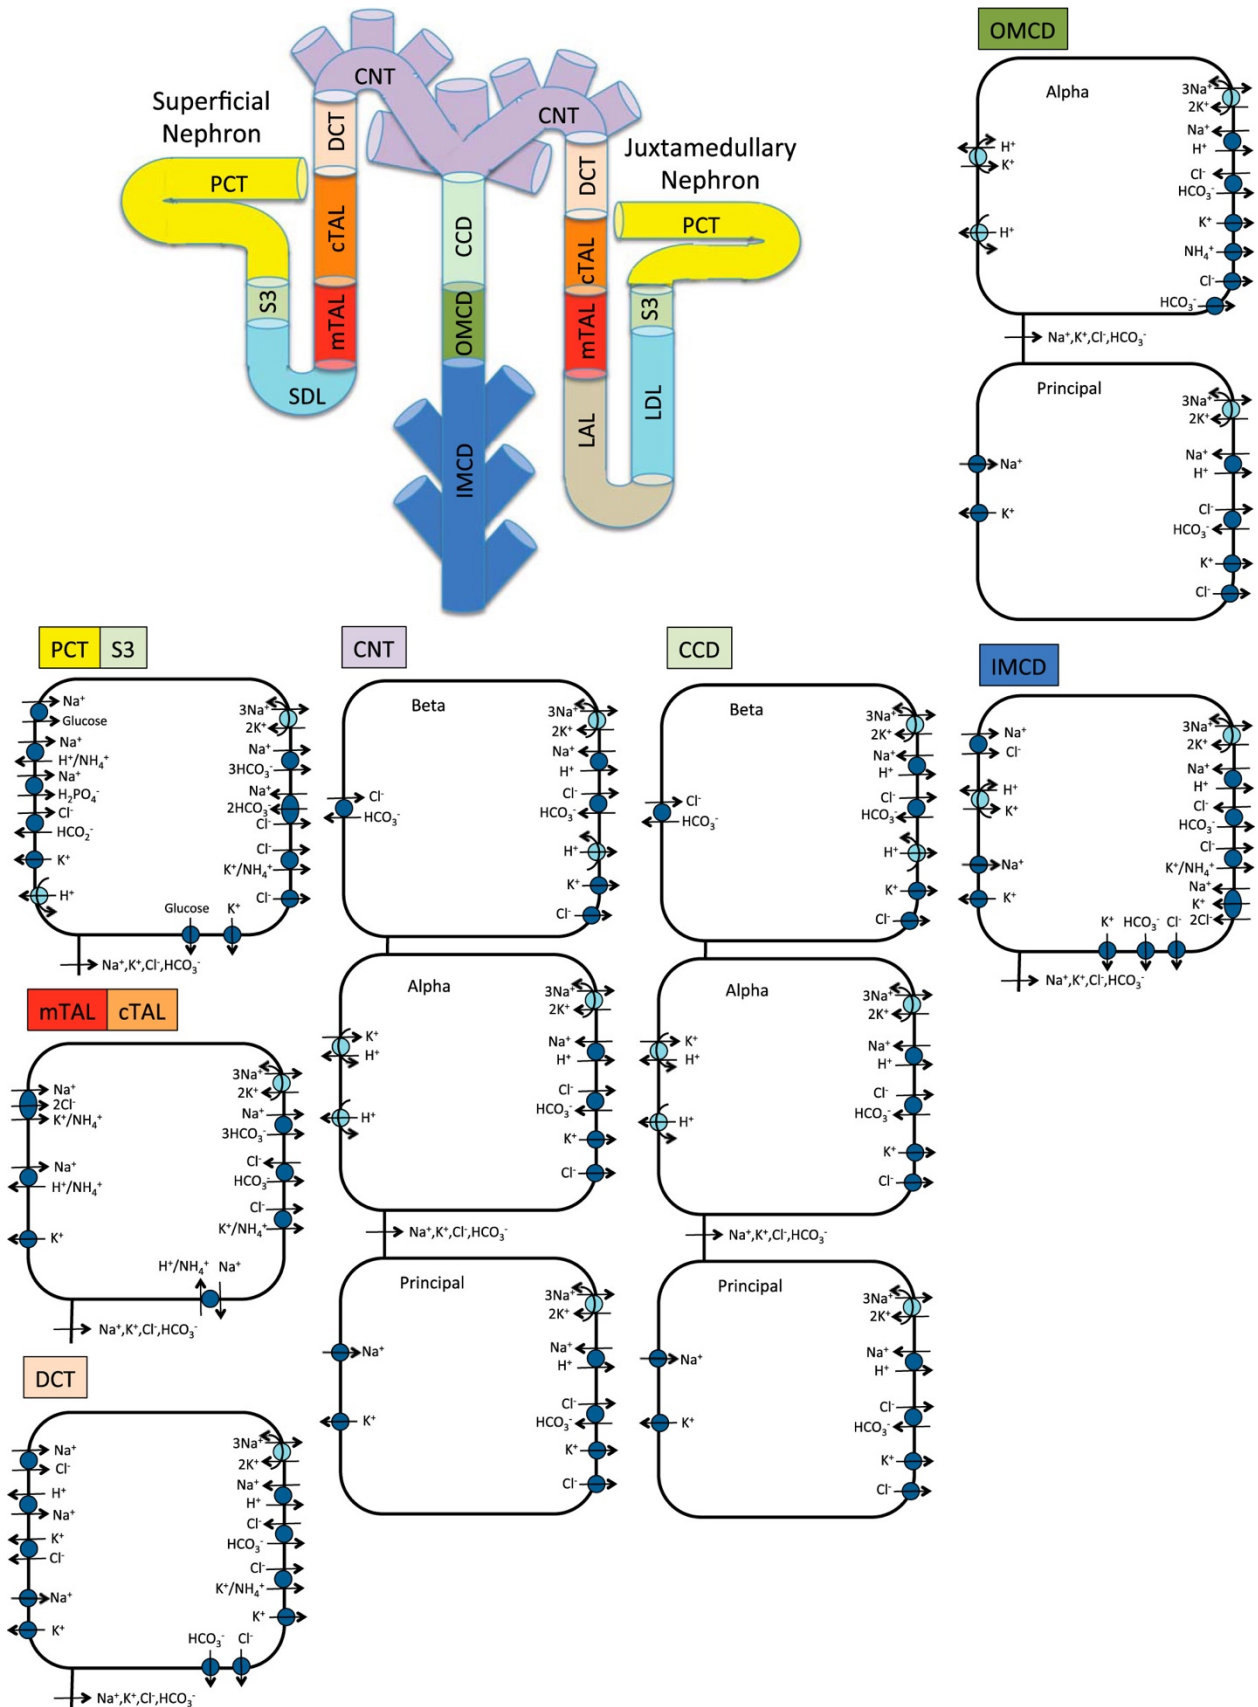 Superficial
Nephron
PCT
S3
SDL
mTAL
cTAL
DCT
CNT
CNT
CCD
OMCD
IMCD
DCT
cTAL
mTAL
LAL
LDL
S3
PCT
Juxtamedullary
Nephron
OMCD
Alpha
H⁺
K⁺
H⁺
3Na⁺
2K⁺
Na⁺
H⁺
Cl⁻
HCO₃⁻
K⁺
NH₄⁺
Cl⁻
HCO₃⁻
Na⁺,K⁺,Cl⁻,HCO₃⁻
Principal
Na⁺
K⁺
3Na⁺
2K⁺
Na⁺
H⁺
Cl⁻
HCO₃⁻
K⁺
Cl⁻
PCT S3
Na⁺
Glucose
Na⁺
H⁺/NH₄⁺
Na⁺
H₂PO₄⁻
Cl⁻
HCO₂⁻
K⁺
H⁺
3Na⁺
2K⁺
Na⁺
3HCO₃⁻
Na⁺
2HCO₃⁻
Cl⁻
Cl⁻
K⁺/NH₄⁺
Cl⁻
Glucose K⁺
Na⁺,K⁺,Cl⁻,HCO₃⁻
mTAL cTAL
Na⁺
2Cl⁻
K⁺/NH₄⁺
Na⁺
H⁺/NH₄⁺
K⁺
3Na⁺
2K⁺
Na⁺
3HCO₃⁻
Cl⁻
HCO₃⁻
Cl⁻
K⁺/NH₄⁺
H⁺/NH₄⁺ Na⁺
Na⁺,K⁺,Cl⁻,HCO₃⁻
DCT
Na⁺
Cl⁻
H⁺
Na⁺
K⁺
Cl⁻
Na⁺
K⁺
3Na⁺
2K⁺
Na⁺
H⁺
Cl⁻
HCO₃⁻
Cl⁻
K⁺/NH₄⁺
K⁺
HCO₃⁻ Cl⁻
Na⁺,K⁺,Cl⁻,HCO₃⁻
CNT
Beta
Cl⁻
HCO₃⁻
3Na⁺
2K⁺
Na⁺
H⁺
Cl⁻
HCO₃⁻
H⁺
K⁺
Cl⁻
Alpha
K⁺
H⁺
H⁺
3Na⁺
2K⁺
Na⁺
H⁺
Cl⁻
HCO₃⁻
K⁺
Cl⁻
Na⁺,K⁺,Cl⁻,HCO₃⁻
Principal
Na⁺
K⁺
3Na⁺
2K⁺
Na⁺
H⁺
Cl⁻
HCO₃⁻
K⁺
Cl⁻
CCD
Beta
Cl⁻
HCO₃⁻
3Na⁺
2K⁺
Na⁺
H⁺
Cl⁻
HCO₃⁻
H⁺
K⁺
Cl⁻
Alpha
K⁺
H⁺
H⁺
3Na⁺
2K⁺
Na⁺
H⁺
Cl⁻
HCO₃⁻
K⁺
Cl⁻
Na⁺,K⁺,Cl⁻,HCO₃⁻
Principal
Na⁺
K⁺
3Na⁺
2K⁺
Na⁺
H⁺
Cl⁻
HCO₃⁻
K⁺
Cl⁻
IMCD
Na⁺
Cl⁻
H⁺
K⁺
Na⁺
K⁺
3Na⁺
2K⁺
Na⁺
H⁺
Cl⁻
HCO₃⁻
Cl⁻
K⁺/NH₄⁺
Na⁺
K⁺
2Cl⁻
K⁺ HCO₃⁻ Cl⁻
Na⁺,K⁺,Cl⁻,HCO₃⁻